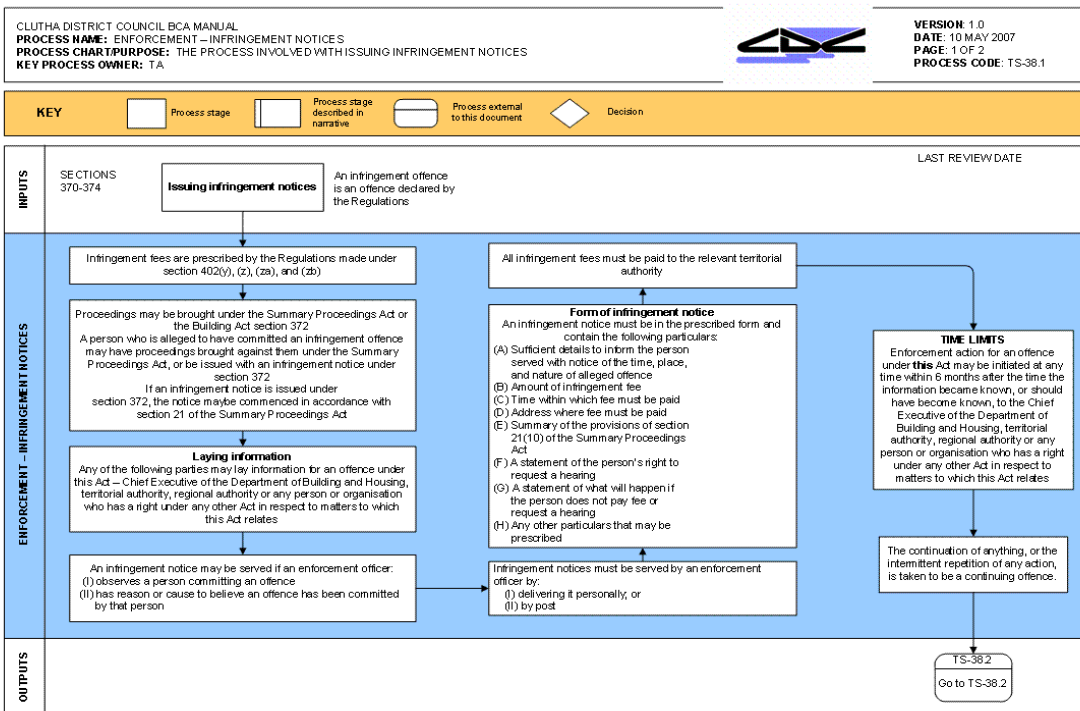 CLUTHA DISTRICT COUNCIL BCA MANUAL
PROCESS NAME: ENFORCEMENT – INFRINGEMENT NOTICES
PROCESS CHART/PURPOSE: THE PROCESS INVOLVED WITH ISSUING INFRINGEMENT NOTICES
KEY PROCESS OWNER: TA
CDC
VERSION: 1.0
DATE: 10 MAY 2007
PAGE: 1 OF 2
PROCESS CODE: TS-38.1
KEY
Process stage
Process stage
described in
narrative
Process external
to this document
Decision
LAST REVIEW DATE
INPUTS
SECTIONS
370-374
Issuing infringement notices
An infringement offence
is an offence declared by
the Regulations
ENFORCEMENT – INFRINGEMENT NOTICES
Infringement fees are prescribed by the Regulations made under
section 402(y), (z), (za), and (zb)
Proceedings may be brought under the Summary Proceedings Act or
the Building Act section 372
A person who is alleged to have committed an infringement offence
may have proceedings brought against them under the Summary
Proceedings Act, or be issued with an infringement notice under
section 372
If an infringement notice is issued under
section 372, the notice maybe commenced in accordance with
section 21 of the Summary Proceedings Act
Laying information
Any of the following parties may lay information for an offence under
this Act – Chief Executive of the Department of Building and Housing,
territorial authority, regional authority or any person or organisation
who has a right under any other Act in respect to matters to which
this Act relates
An infringement notice may be served if an enforcement officer:
(I) observes a person committing an offence
(II) has reason or cause to believe an offence has been committed
by that person
Infringement notices must be served by an enforcement
officer by:
(I) delivering it personally; or
(II) by post
Form of infringement notice
An infringement notice must be in the prescribed form and
contain the following particulars:
(A) Sufficient details to inform the person
served with notice of the time, place,
and nature of alleged offence
(B) Amount of infringement fee
(C) Time within which fee must be paid
(D) Address where fee must be paid
(E) Summary of the provisions of section
21(10) of the Summary Proceedings
Act
(F) A statement of the person's right to
request a hearing
(G) A statement of what will happen if
the person does not pay fee or
request a hearing
(H) Any other particulars that may be
prescribed
All infringement fees must be paid to the relevant territorial
authority
TIME LIMITS
Enforcement action for an offence
under this Act may be initiated at any
time within 6 months after the time the
information became known, or should
have become known, to the Chief
Executive of the Department of
Building and Housing, territorial
authority, regional authority or any
person or organisation who has a right
under any other Act in respect to
matters to which this Act relates
The continuation of anything, or the
intermittent repetition of any action,
is taken to be a continuing offence.
OUTPUTS
TS-38.2
Go to TS-38.2